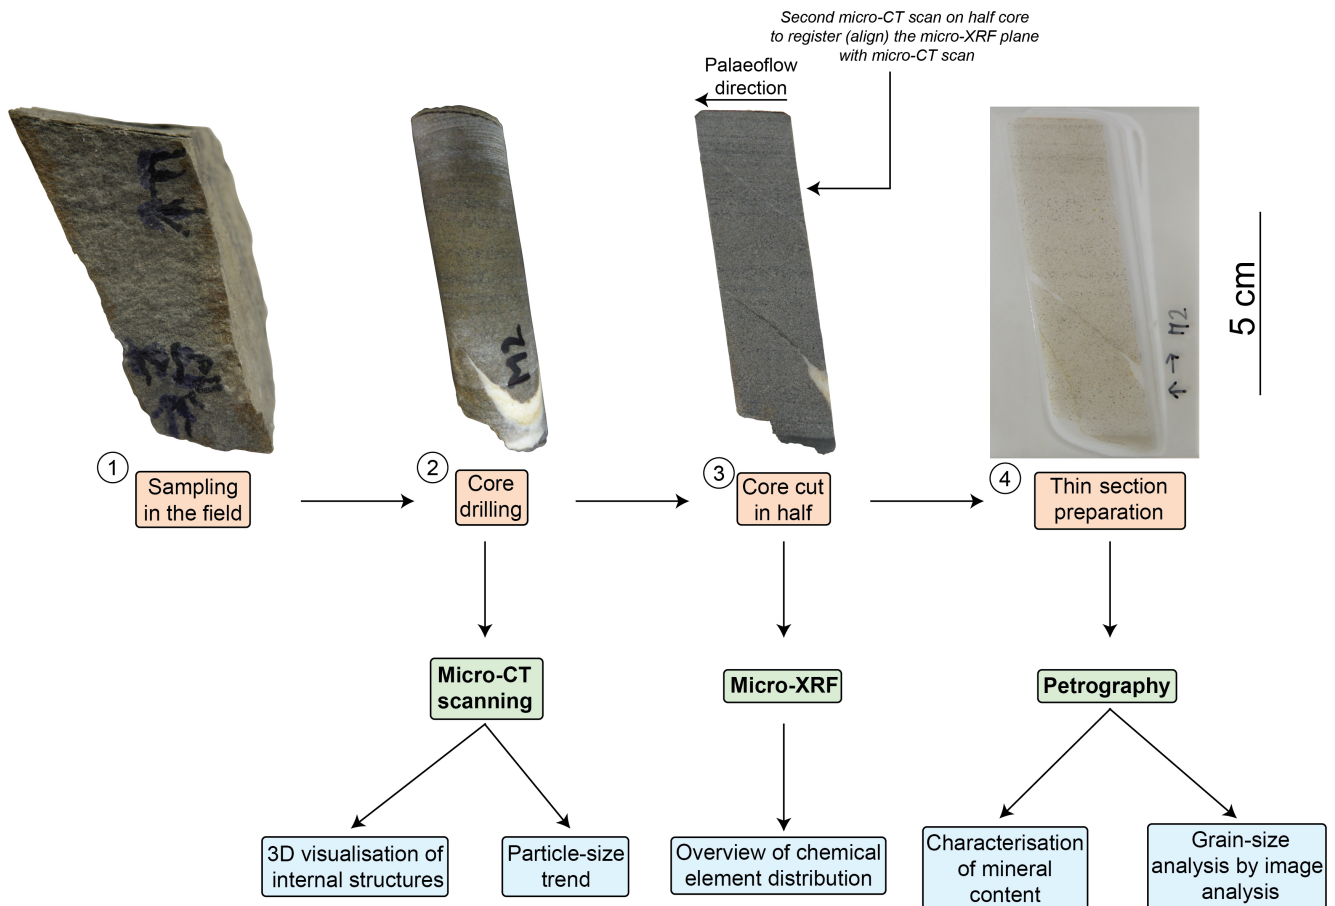 Second micro-CT scan on half core
to register (align) the micro-XRF plane
with micro-CT scan
Palaeoflow
direction
M2
M2
5 cm
1
Sampling
in the field
2
Core
drilling
3
Core cut
in half
4
Thin section
preparation
Micro-CT
scanning
Micro-XRF
Petrography
3D visualisation of
internal structures
Particle-size
trend
Overview of chemical
element distribution
Characterisation
of mineral
content
Grain-size
analysis by image
analysis